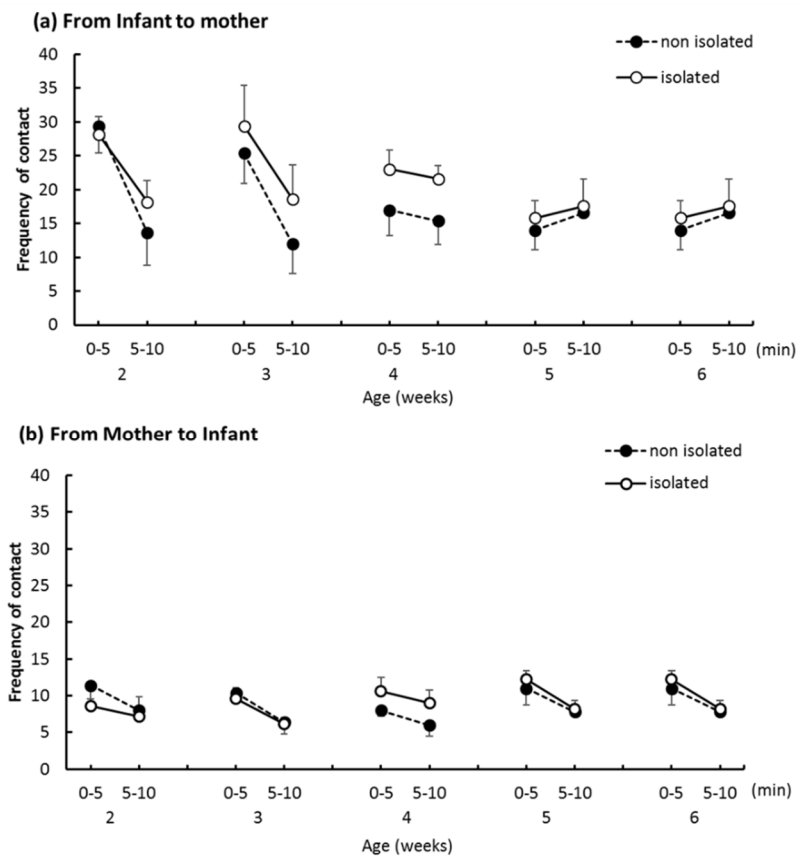 (a) From Infant to mother
non isolated
isolated
Frequency of contact
40
35
30
25
20
15
10
5
0
0-5 5-10 0-5 5-10 0-5 5-10 0-5 5-10 0-5 5-10 (min)
2 3 4 5 6
Age (weeks)
(b) From Mother to Infant
non isolated
isolated
Frequency of contact
40
35
30
25
20
15
10
5
0
0-5 5-10 0-5 5-10 0-5 5-10 0-5 5-10 0-5 5-10 (min)
2 3 4 5 6
Age (weeks)